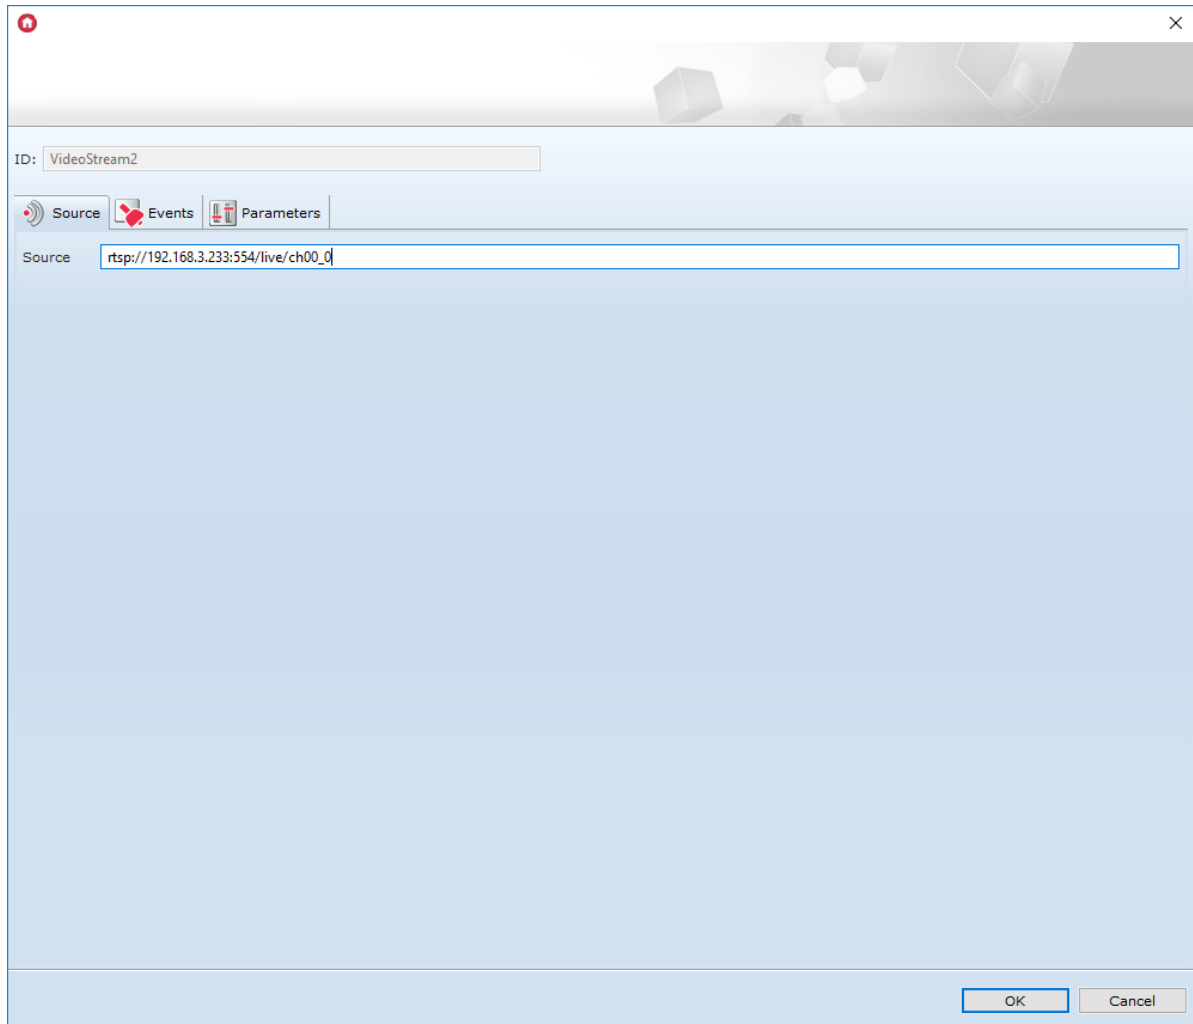 ID: VideoStream2
Source Events Parameters
Source rtsp://192.168.3.233:554/live/ch00_0
OK Cancel